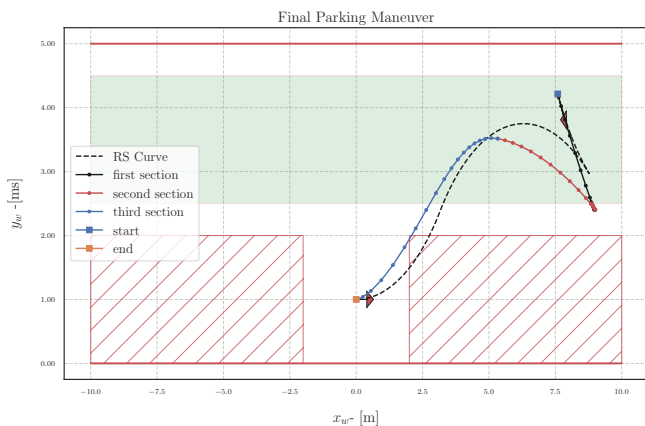 Final Parking Maneuver
5.00
4.00
3.00
2.00
1.00
0.00
y_w -[ms]
RS Curve
first section
second section
third section
start
end
−10.0 −7.5 −5.0 −2.5 0.0 2.5 5.0 7.5 10.0
x_w- [m]